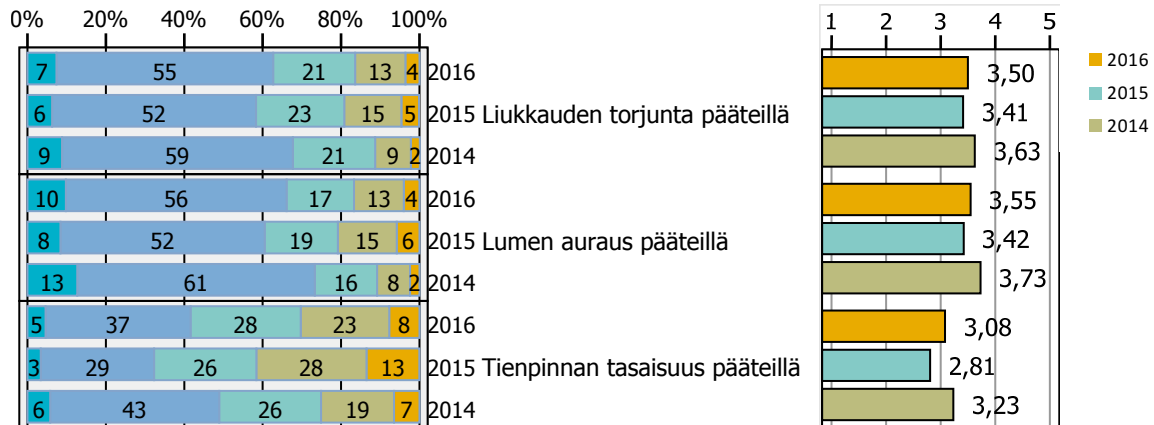 0% 20% 40% 60% 80% 100% 1 2 3 4 5
7 55 21 13 4 2016 3,50 2016
6 52 23 15 5 2015 Liukkauden torjunta pääteillä 3,41 2015
9 59 21 9 2 2014 3,63 2014
10 56 17 13 4 2016 3,55
8 52 19 15 6 2015 Lumen auraus pääteillä 3,42
13 61 16 8 2 2014 3,73
5 37 28 23 8 2016 3,08
3 29 26 28 13 2015 Tienpinnan tasaisuus pääteillä 2,81
6 43 26 19 7 2014 3,23